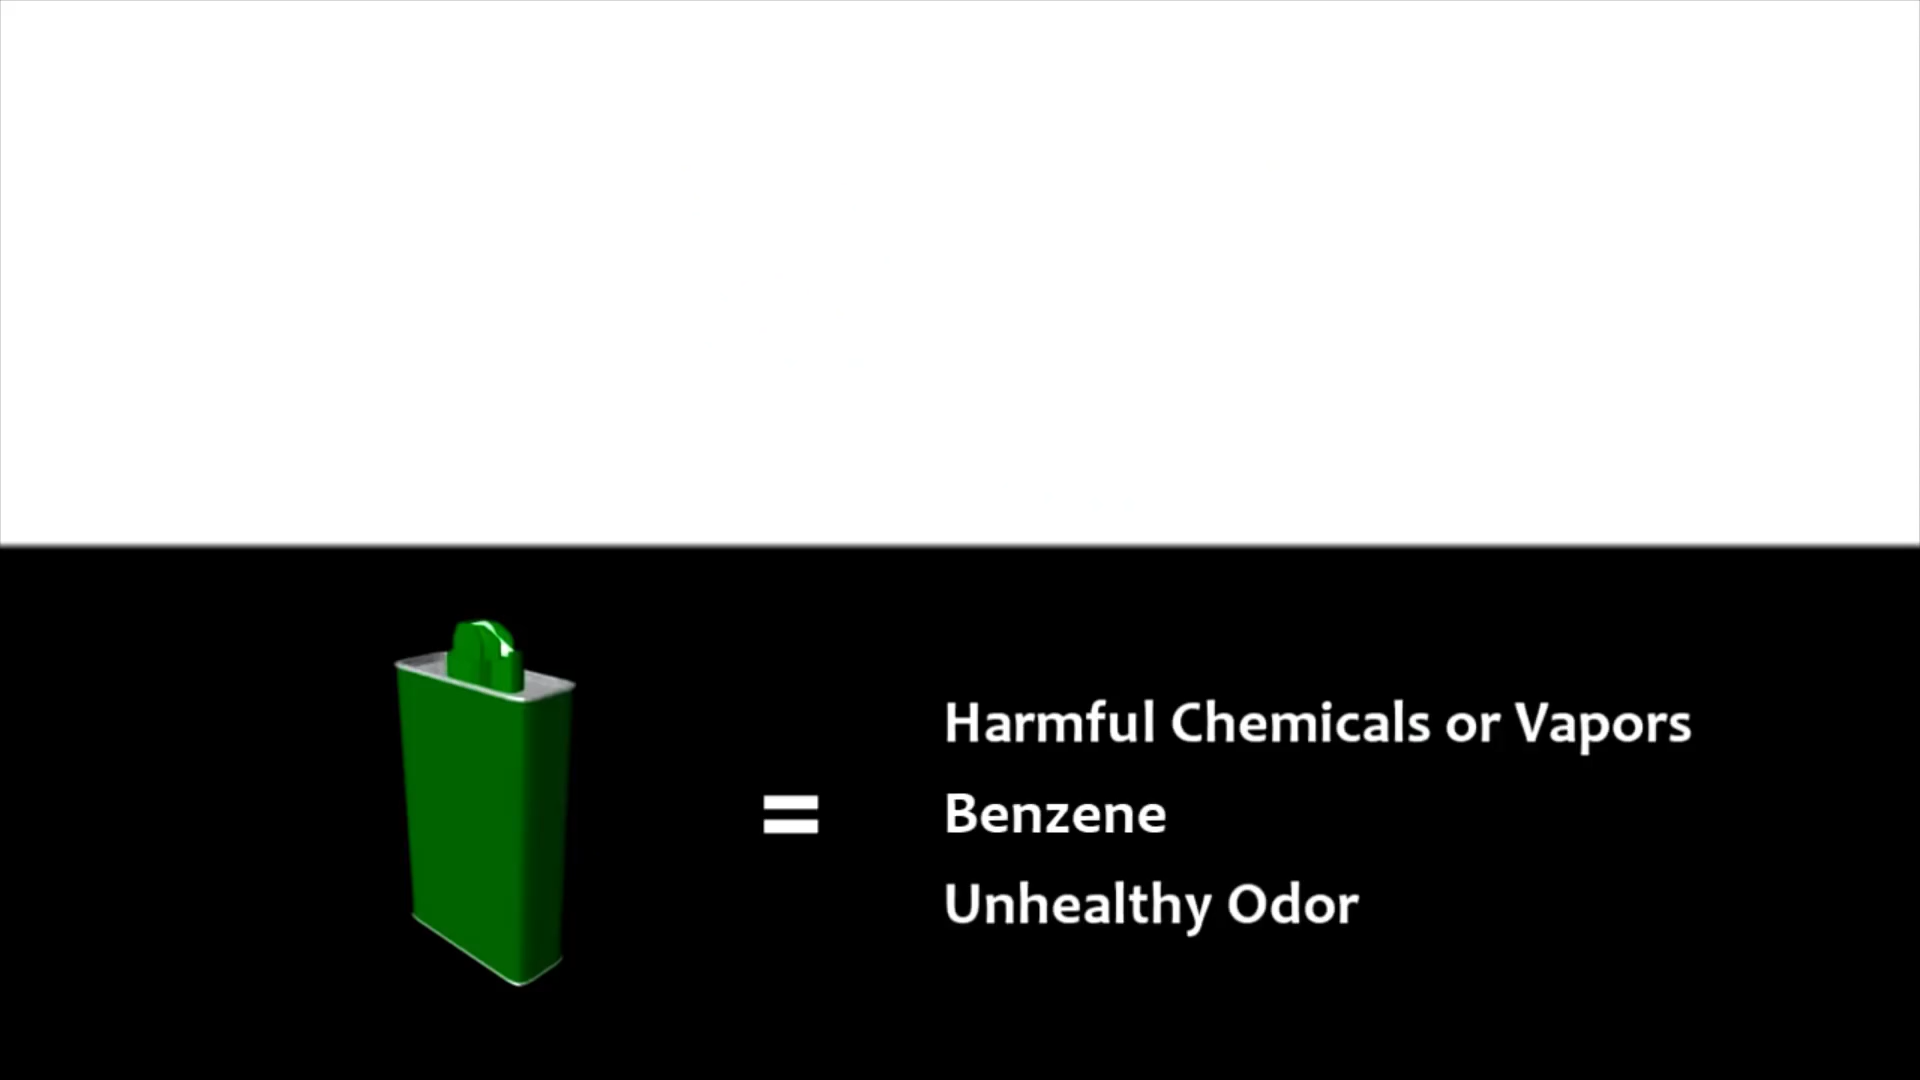 =
Harmful Chemicals or Vapors
Benzene
Unhealthy Odor